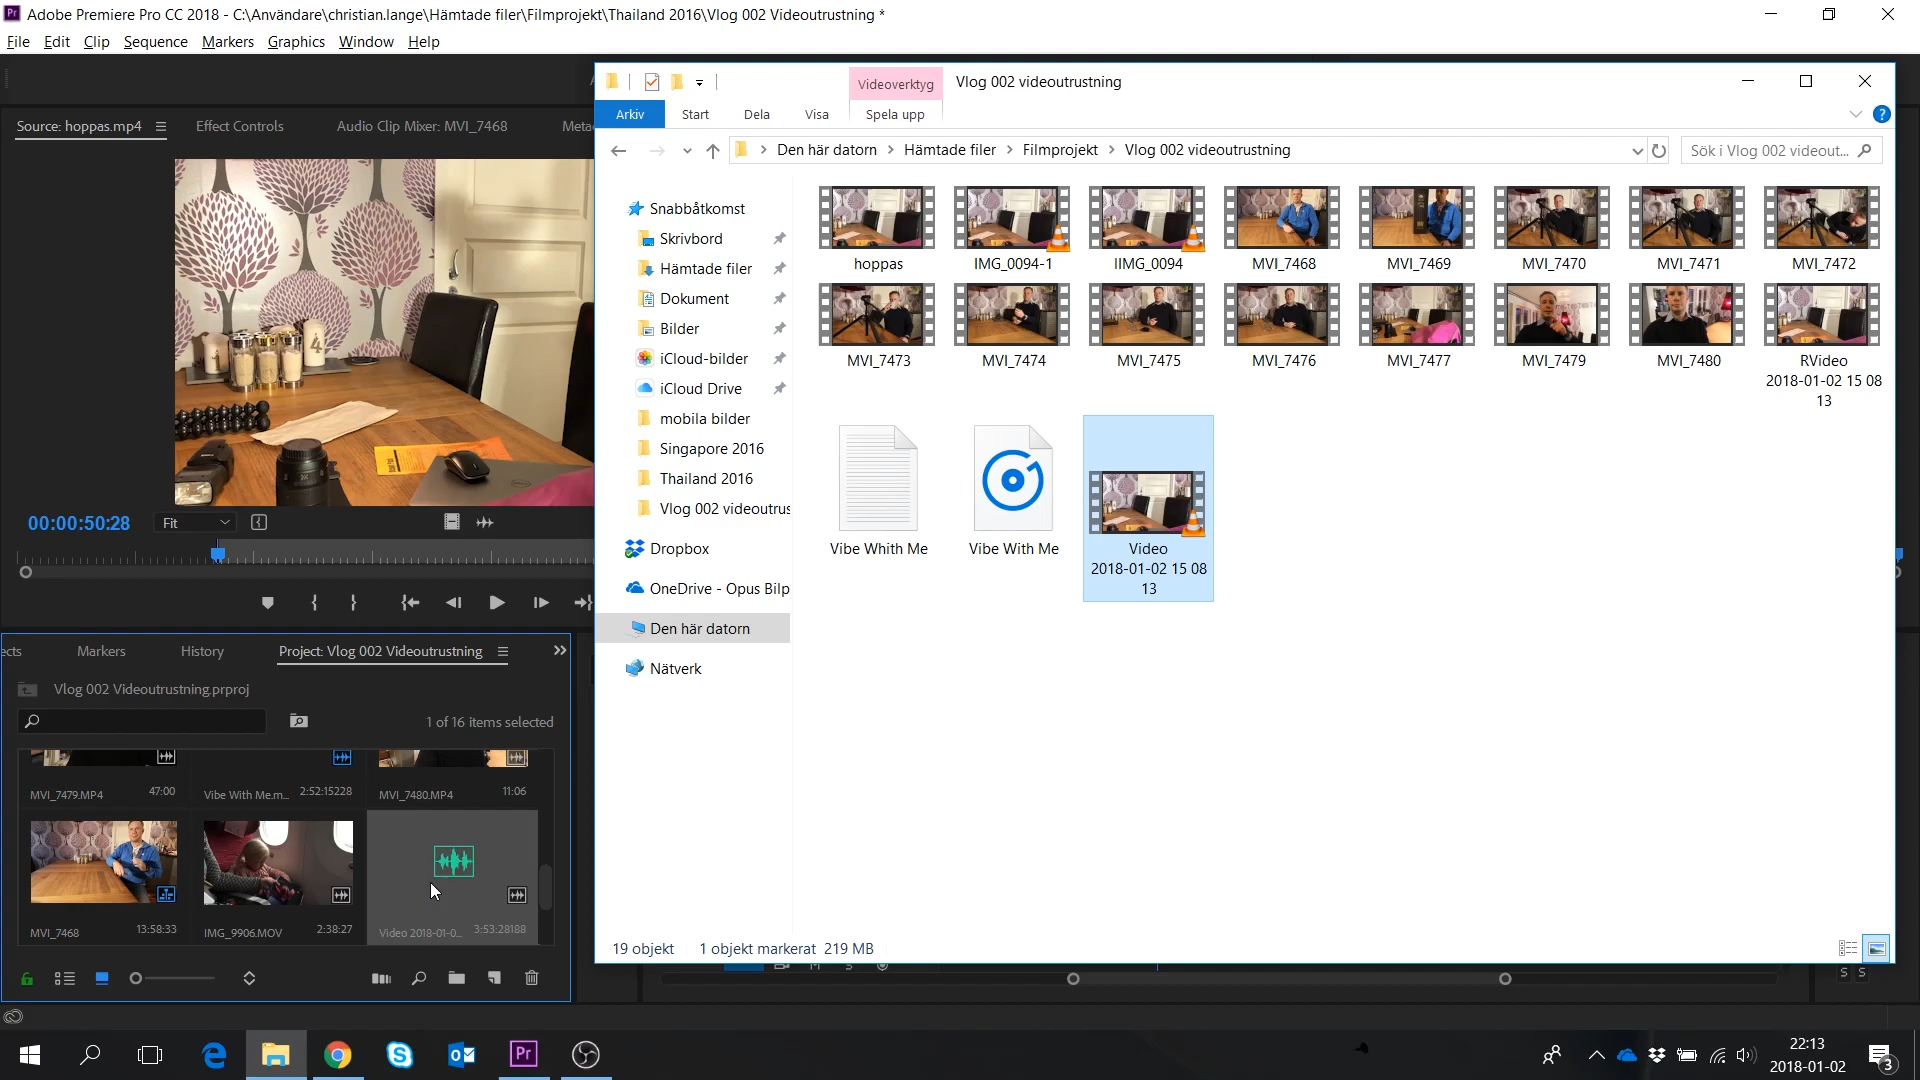 Adobe Premiere Pro CC 2018 - C:\Användare\christian.lange\Hämtade filer\Filmprojekt\Thailand 2016\Vlog 002 Videoutrustning *
File Edit Clip Sequence Markers Graphics Window Help
Source: hoppas.mp4 Effect Controls Audio Clip Mixer: MVI_7468 Meta
00:00:50:28 Fit
ects Markers History Project: Vlog 002 Videoutrustning
Vlog 002 Videoutrustning.prproj
1 of 16 items selected
MVI_7479.MP4 47:00 Vibe With Me.m... 2:52:15228 MVI_7480.MP4 11:06
MVI_7468 13:58:33 IMG_9906.MOV 2:38:27 Video 2018-01-0... 3:53:28188
Videoverktyg Vlog 002 videoutrustning
Arkiv Start Dela Visa Spela upp
Den här datorn Hämtade filer Filmprojekt Vlog 002 videoutrustning Sök i Vlog 002 videout...
Snabbåtkomst
Skrivbord
Hämtade filer
Dokument
Bilder
iCloud-bilder
iCloud Drive
mobila bilder
Singapore 2016
Thailand 2016
Vlog 002 videoutrus
Dropbox
OneDrive - Opus Bilp
Den här datorn
Nätverk
hoppas IMG_0094-1 IIMG_0094 MVI_7468 MVI_7469 MVI_7470 MVI_7471 MVI_7472
MVI_7473 MVI_7474 MVI_7475 MVI_7476 MVI_7477 MVI_7479 MVI_7480 RVideo
2018-01-02 15 08
13
Vibe Whith Me Vibe With Me Video
2018-01-02 15 08
13
19 objekt 1 objekt markerat 219 MB
S S
22:13
2018-01-02
3